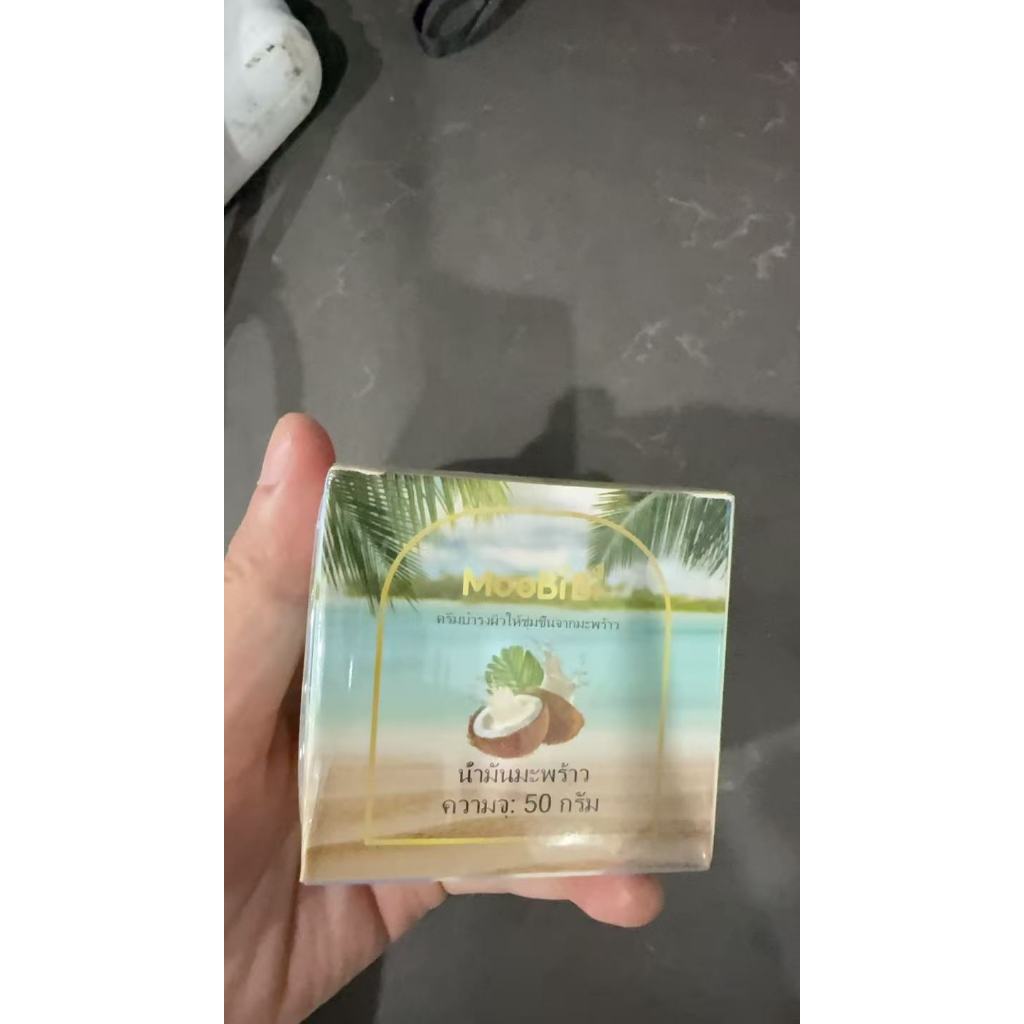 MooBiBi
ครีมบำรุงผิวให้ชุ่มชื้นจากมะพร้าว
น้ำมันมะพร้าว
ความจุ: 50 กรัม